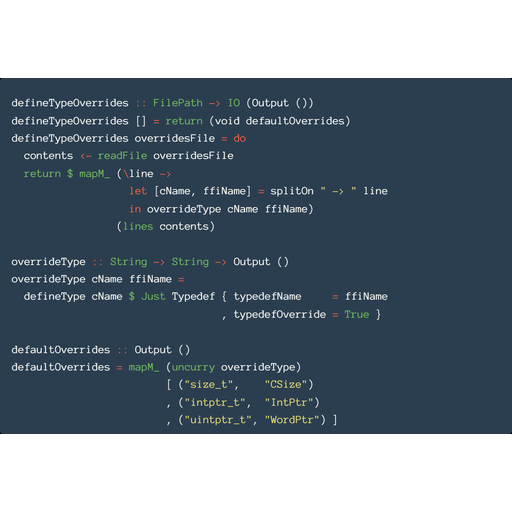 defineTypeOverrides :: FilePath -> IO (Output ())
defineTypeOverrides [] = return (void defaultOverrides)
defineTypeOverrides overridesFile = do
  contents <- readFile overridesFile
  return $ mapM_ (\line ->
                  let [cName, ffiName] = splitOn " -> " line
                  in overrideType cName ffiName)
                (lines contents)

overrideType :: String -> String -> Output ()
overrideType cName ffiName =
  defineType cName $ Just Typedef { typedefName     = ffiName
                                  , typedefOverride = True }

defaultOverrides :: Output ()
defaultOverrides = mapM_ (uncurry overrideType)
                         [ ("size_t",    "CSize")
                         , ("intptr_t",  "IntPtr")
                         , ("uintptr_t", "WordPtr") ]